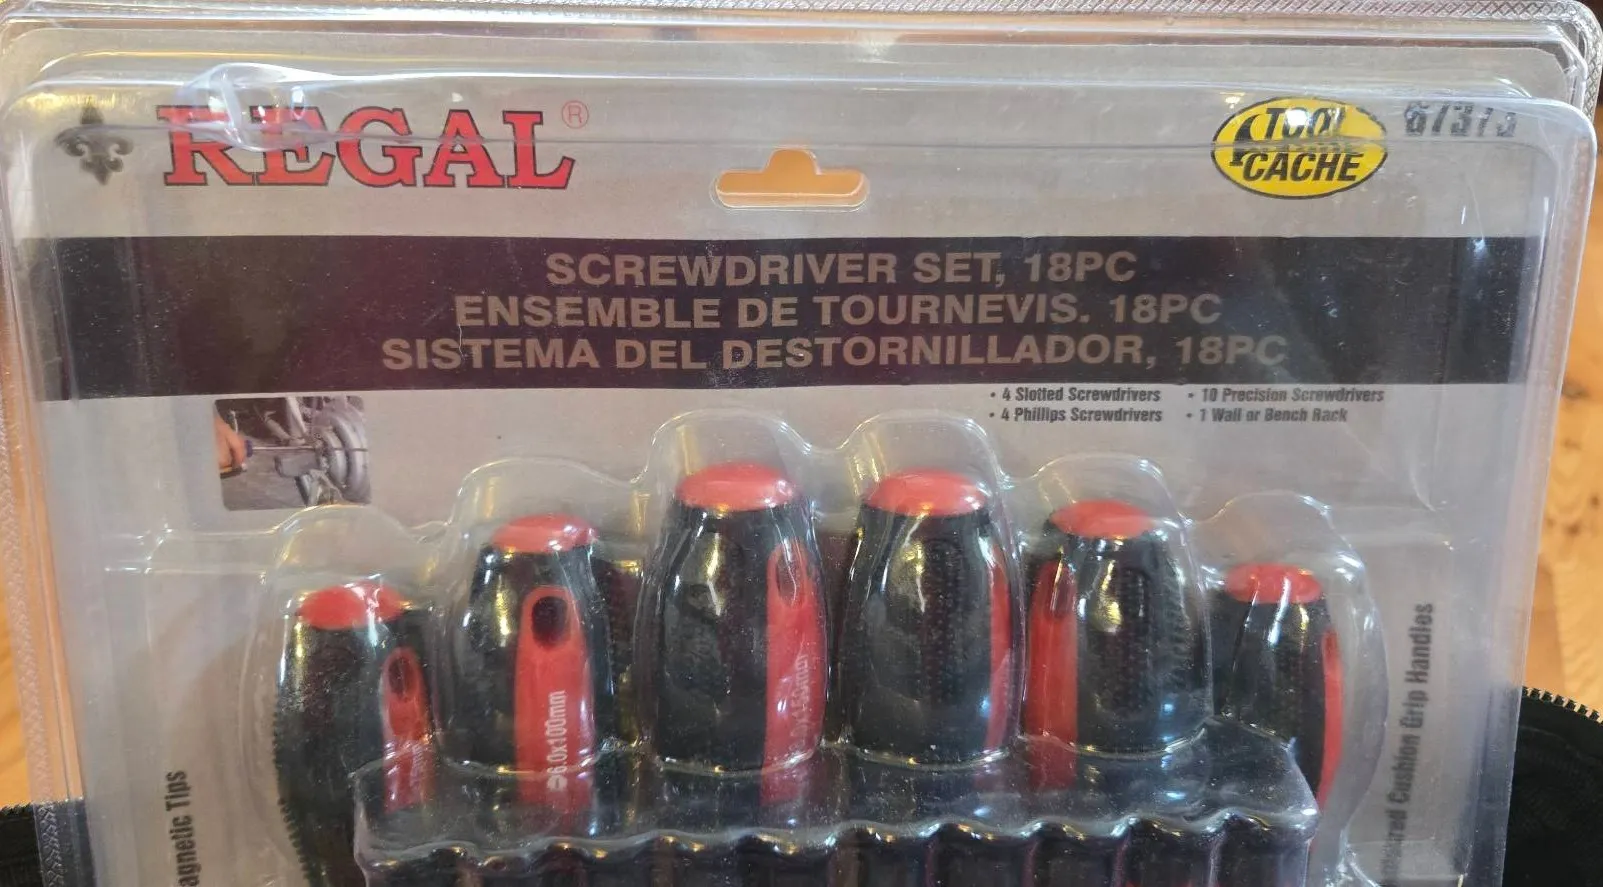 REGAL®
TOOL
CACHE
67373
SCREWDRIVER SET, 18PC
ENSEMBLE DE TOURNEVIS. 18PC
SISTEMA DEL DESTORNILLADOR, 18PC
• 4 Slotted Screwdrivers
• 4 Phillips Screwdrivers
• 10 Precision Screwdrivers
• 1 Wall or Bench Rack
6.0x100mm
Tips
Cushion Grip Handles